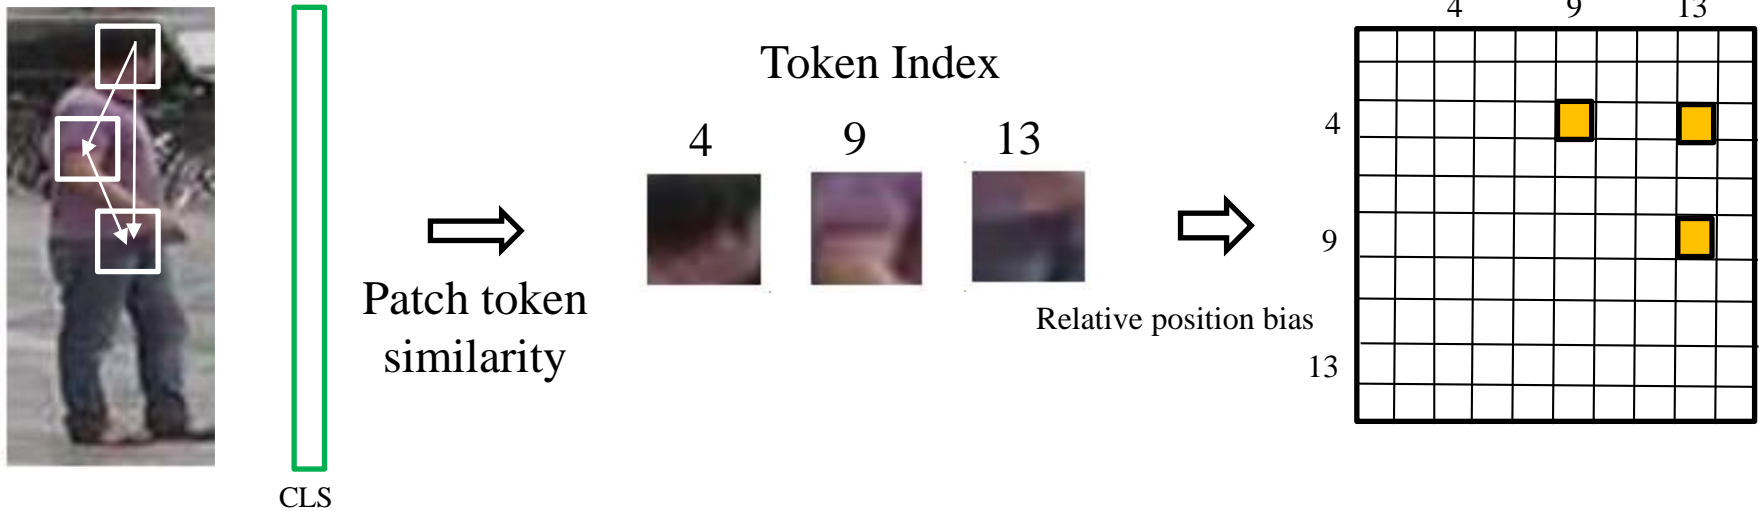 CLS
Patch token
similarity
Token Index
4 9 13
Relative position bias
4 9 13
4
9
13